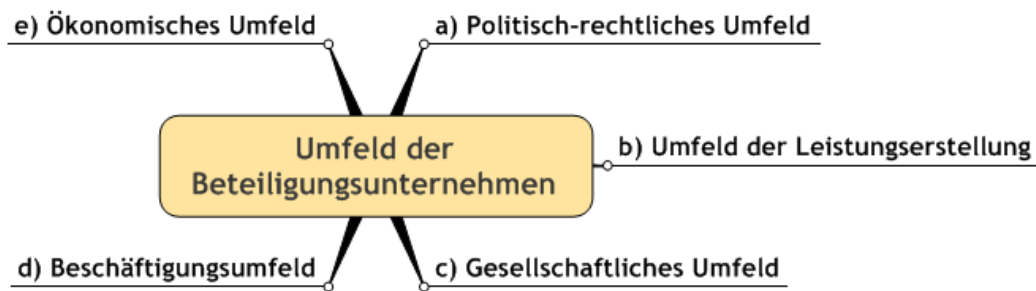 e) Ökonomisches Umfeld
a) Politisch-rechtliches Umfeld
Umfeld der
Beteiligungsunternehmen
b) Umfeld der Leistungserstellung
d) Beschäftigungsumfeld
c) Gesellschaftliches Umfeld